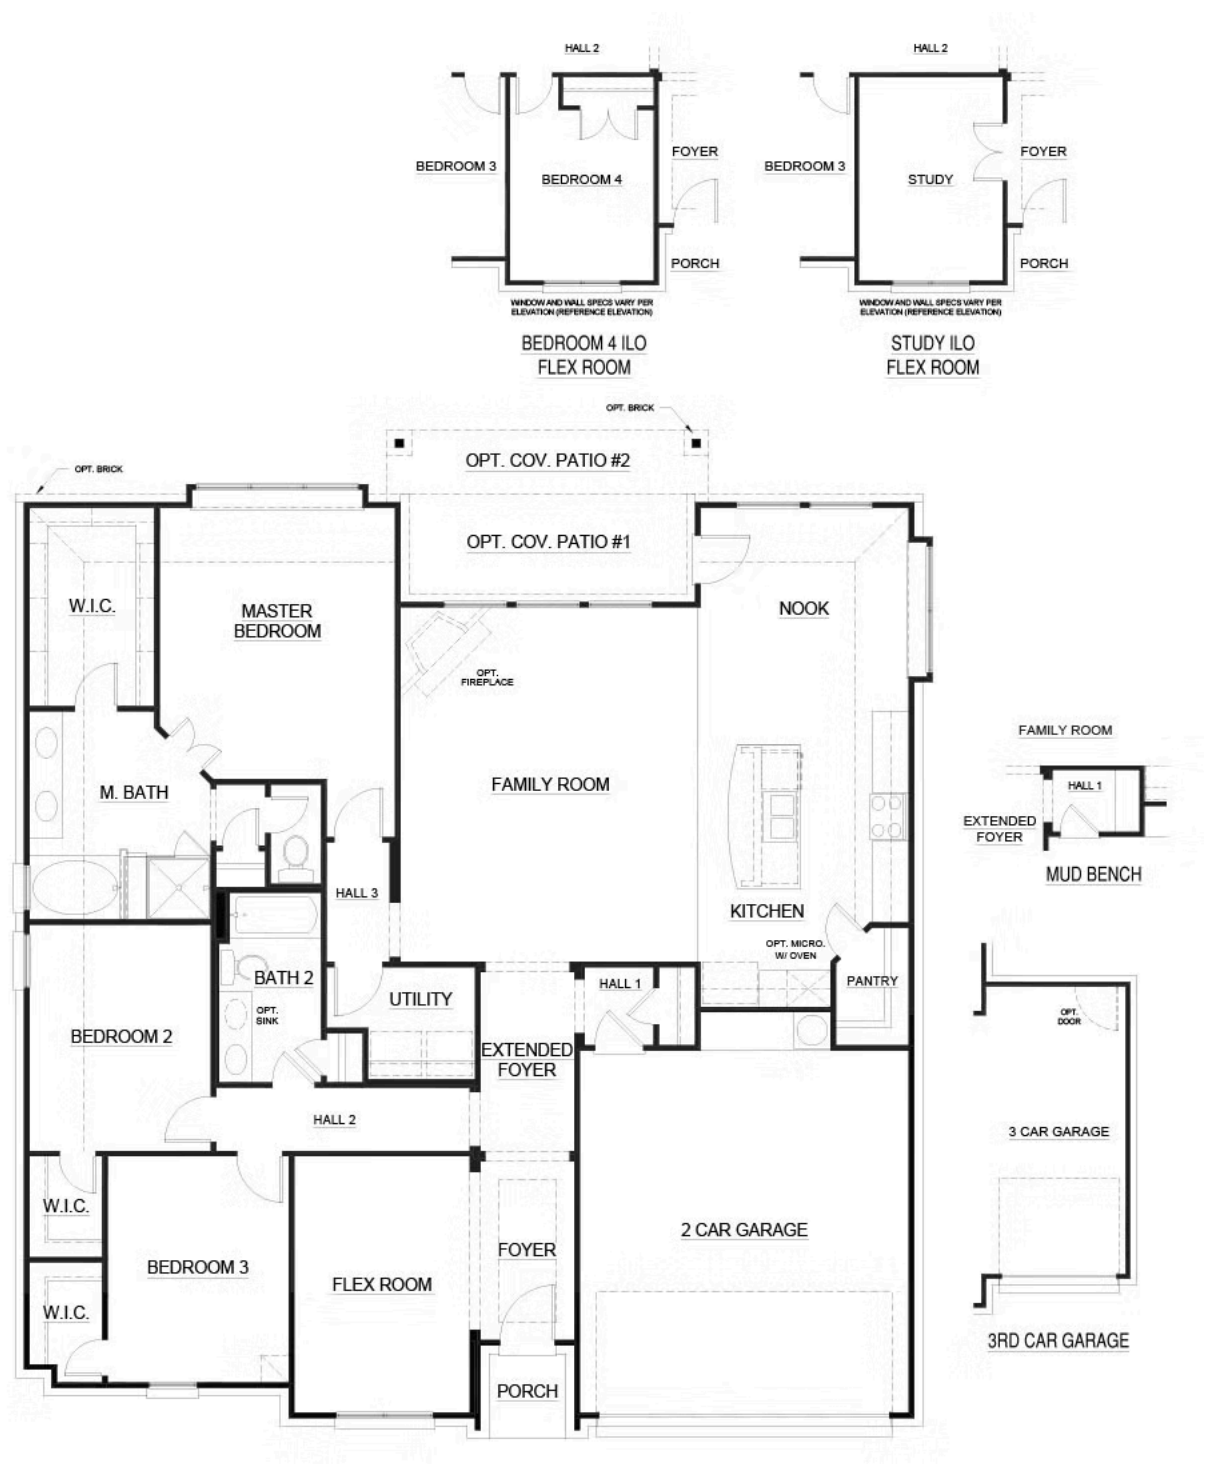 HALL 2
BEDROOM 3
BEDROOM 4
FOYER
PORCH
WINDOW AND WALL SPECS VARY PER
ELEVATION (REFERENCE ELEVATION)
BEDROOM 4 ILO
FLEX ROOM
HALL 2
BEDROOM 3
STUDY
FOYER
PORCH
WINDOW AND WALL SPECS VARY PER
ELEVATION (REFERENCE ELEVATION)
STUDY ILO
FLEX ROOM
OPT. BRICK
OPT. BRICK
OPT. COV. PATIO #2
OPT. COV. PATIO #1
W.I.C.
MASTER
BEDROOM
NOOK
OPT.
FIREPLACE
FAMILY ROOM
M. BATH
HALL 3
KITCHEN
OPT. MICRO.
W/ OVEN
PANTRY
HALL 1
UTILITY
BATH 2
OPT.
SINK
BEDROOM 2
EXTENDED
FOYER
HALL 2
W.I.C.
BEDROOM 3
W.I.C.
FLEX ROOM
FOYER
2 CAR GARAGE
PORCH
FAMILY ROOM
HALL 1
EXTENDED
FOYER
MUD BENCH
OPT.
DOOR
3 CAR GARAGE
3RD CAR GARAGE